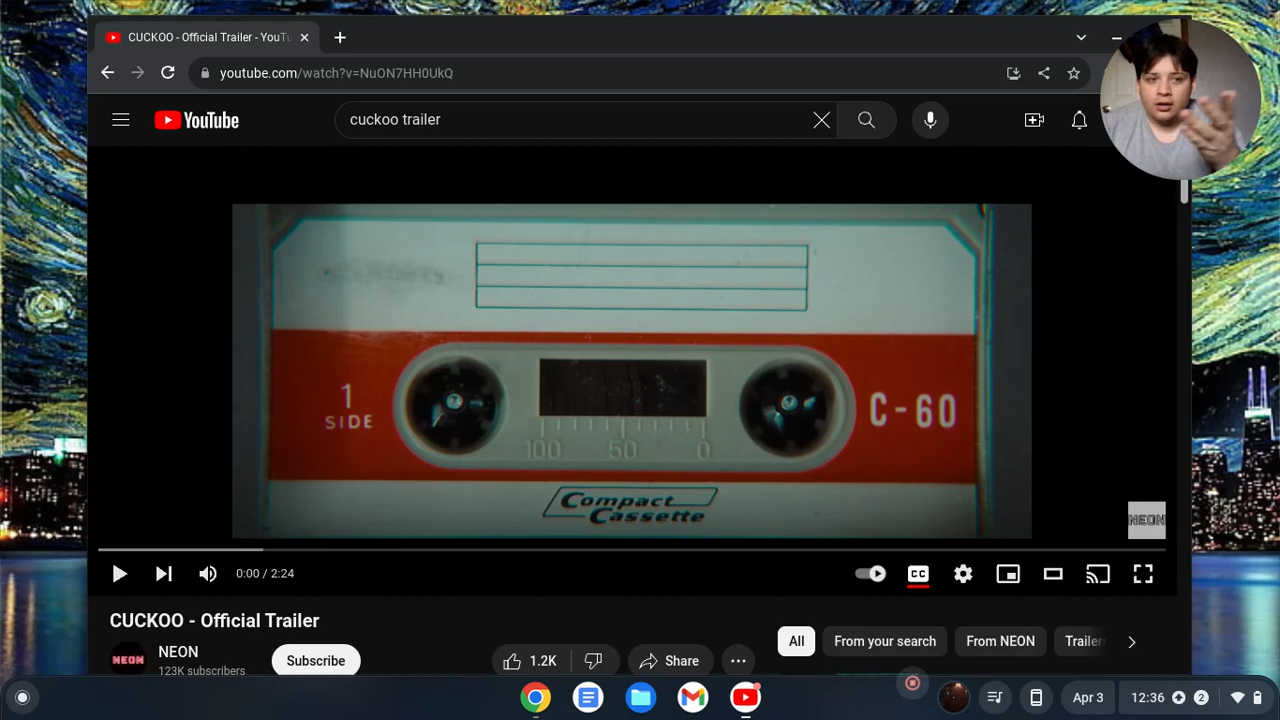 CUCKOO - Official Trailer - YouTu
youtube.com/watch?v=NuON7HH0UkQ
YouTube
cuckoo trailer
1
SIDE
C-60
100 50 0
Compact
Cassette
NEON
0:00 / 2:24
CC
CUCKOO - Official Trailer
NEON
NEON
123K subscribers
Subscribe
1.2K
Share
All
From your search
From NEON
Trailer
Apr 3
12:36
2